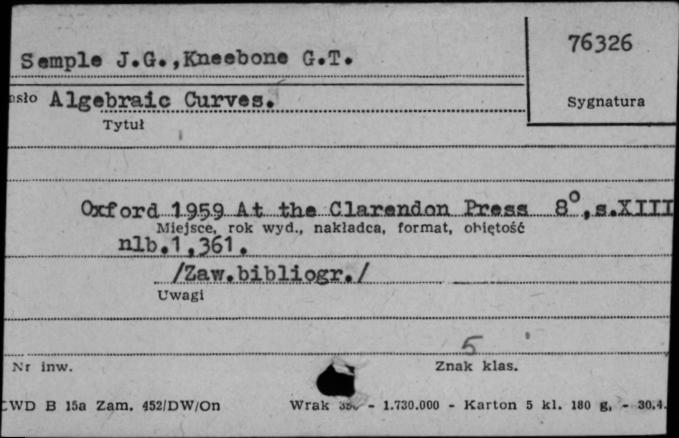 76326
Semple J.G.,Kneebone G.T.
asło Algebraic Curves.
Sygnatura
Tytuł
Oxford 1959 At the Clarendon Press 8°,s.XIII
Miejsce, rok wyd., nakładca, format, objętość
nlb.1,361.
/Zaw.bibliogr./
Uwagi
5
Nr inw.
Znak klas.
CWD B 15a Zam. 452/DW/On
Wrak - 1.730.000 - Karton 5 kl. 180 g. - 30.4.